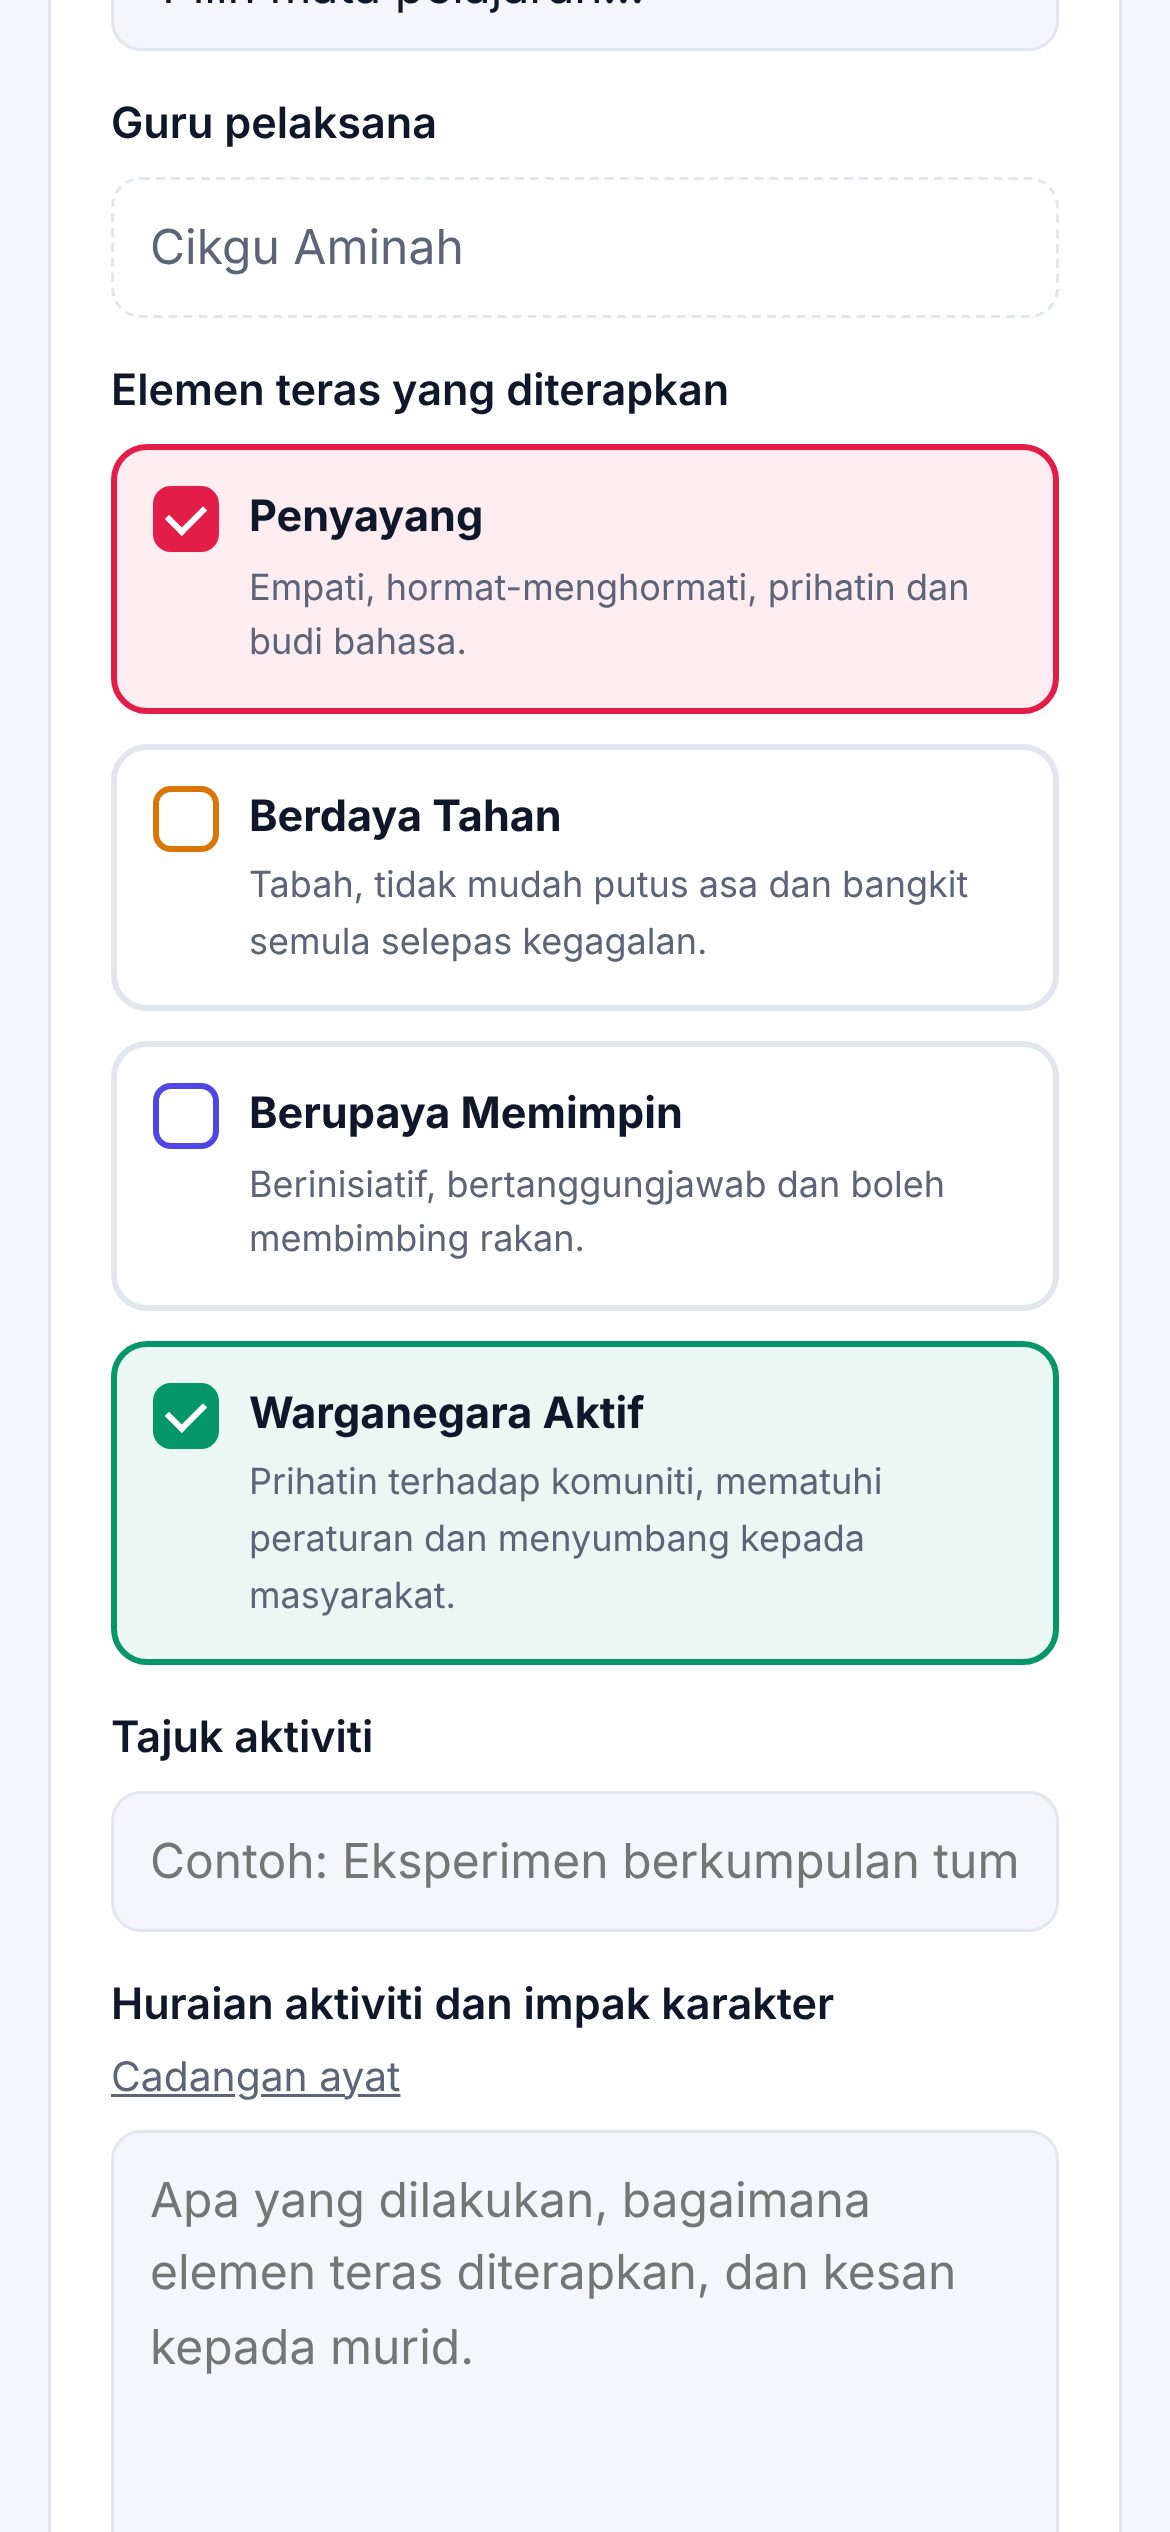 Guru pelaksana
Cikgu Aminah
Elemen teras yang diterapkan
Penyayang
Empati, hormat-menghormati, prihatin dan
budi bahasa.
Berdaya Tahan
Tabah, tidak mudah putus asa dan bangkit
semula selepas kegagalan.
Berupaya Memimpin
Berinisiatif, bertanggungjawab dan boleh
membimbing rakan.
Warganegara Aktif
Prihatin terhadap komuniti, mematuhi
peraturan dan menyumbang kepada
masyarakat.
Tajuk aktiviti
Contoh: Eksperimen berkumpulan tum
Huraian aktiviti dan impak karakter
Cadangan ayat
Apa yang dilakukan, bagaimana
elemen teras diterapkan, dan kesan
kepada murid.